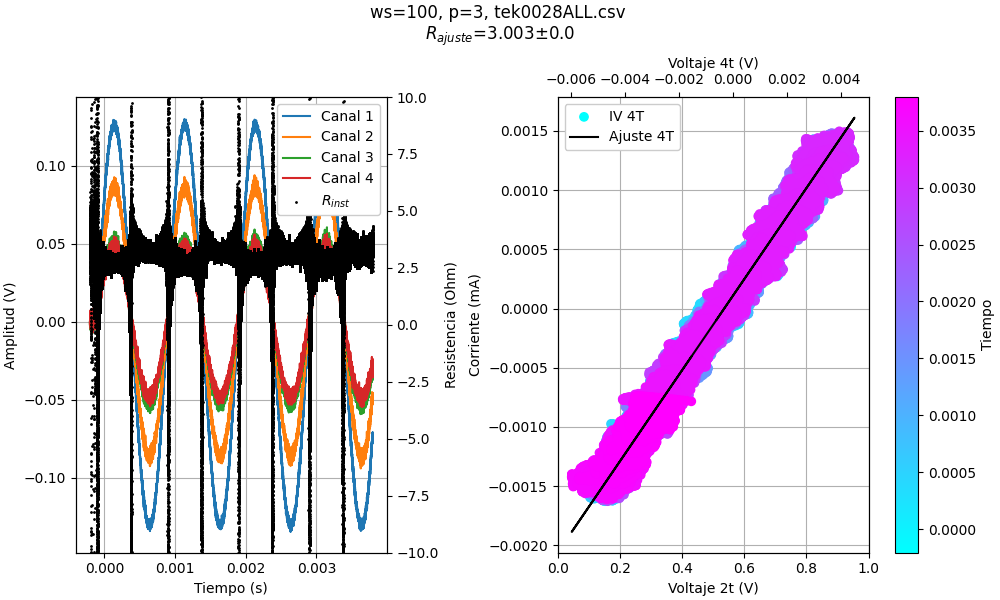 ws=100, p=3, tek0028ALL.csv
R_ajuste=3.003±0.0
Amplitud (V)
0.10
0.05
0.00
−0.05
−0.10
0.000
0.001
0.002
0.003
Tiempo (s)
Canal 1
Canal 2
Canal 3
Canal 4
R_inst
10.0
7.5
5.0
2.5
0.0
−2.5
−5.0
−7.5
−10.0
Resistencia (Ohm)
Voltaje 4t (V)
−0.006
−0.004
−0.002
0.000
0.002
0.004
IV 4T
Ajuste 4T
Corriente (mA)
0.0015
0.0010
0.0005
0.0000
−0.0005
−0.0010
−0.0015
−0.0020
0.0
0.2
0.4
0.6
0.8
1.0
Voltaje 2t (V)
0.0035
0.0030
0.0025
0.0020
0.0015
0.0010
0.0005
0.0000
Tiempo